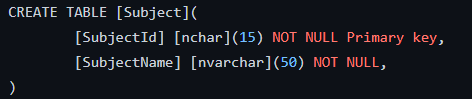 CREATE TABLE [Subject](
[SubjectId] [nchar](15) NOT NULL Primary key,
[SubjectName] [nvarchar](50) NOT NULL,
)